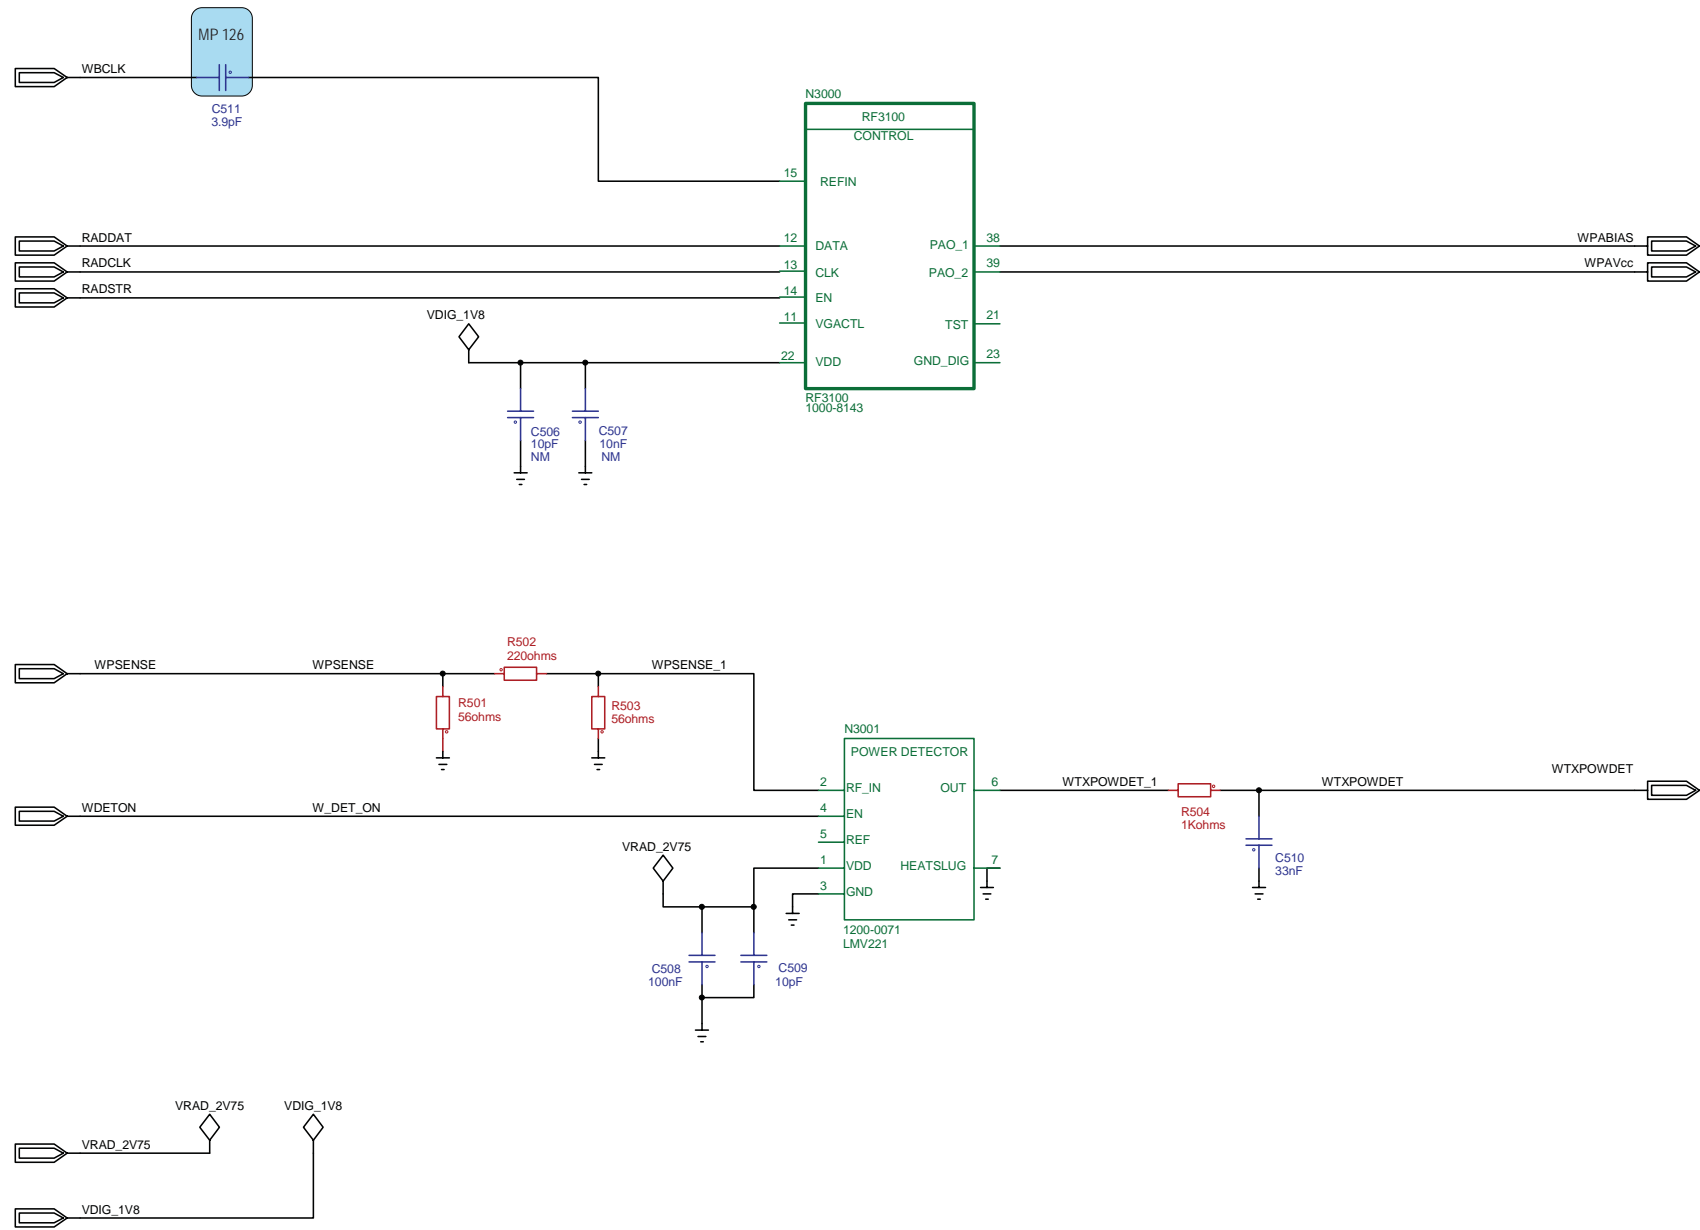 MP 126
WBCLK
C511
3.9pF
N3000
RF3100
CONTROL
15
REFIN
RADDAT
12
DATA
PAO_1
38
WPABIAS
RADCLK
13
CLK
PAO_2
39
WPAVcc
RADSTR
14
EN
VDIG_1V8
11
VGACTL
TST
21
22
VDD
GND_DIG
23
RF3100
1000-8143
C506
10pF
NM
C507
10nF
NM
R502
220ohms
WPSENSE
WPSENSE
WPSENSE_1
R501
56ohms
R503
56ohms
N3001
POWER DETECTOR
2
RF_IN
OUT
6
WTXPOWDET_1
WTXPOWDET
WTXPOWDET
WDETON
W_DET_ON
4
EN
R504
1Kohms
5
REF
VRAD_2V75
1
VDD
HEATSLUG
7
C510
33nF
3
GND
1200-0071
LMV221
C508
100nF
C509
10pF
VRAD_2V75
VDIG_1V8
VRAD_2V75
VDIG_1V8